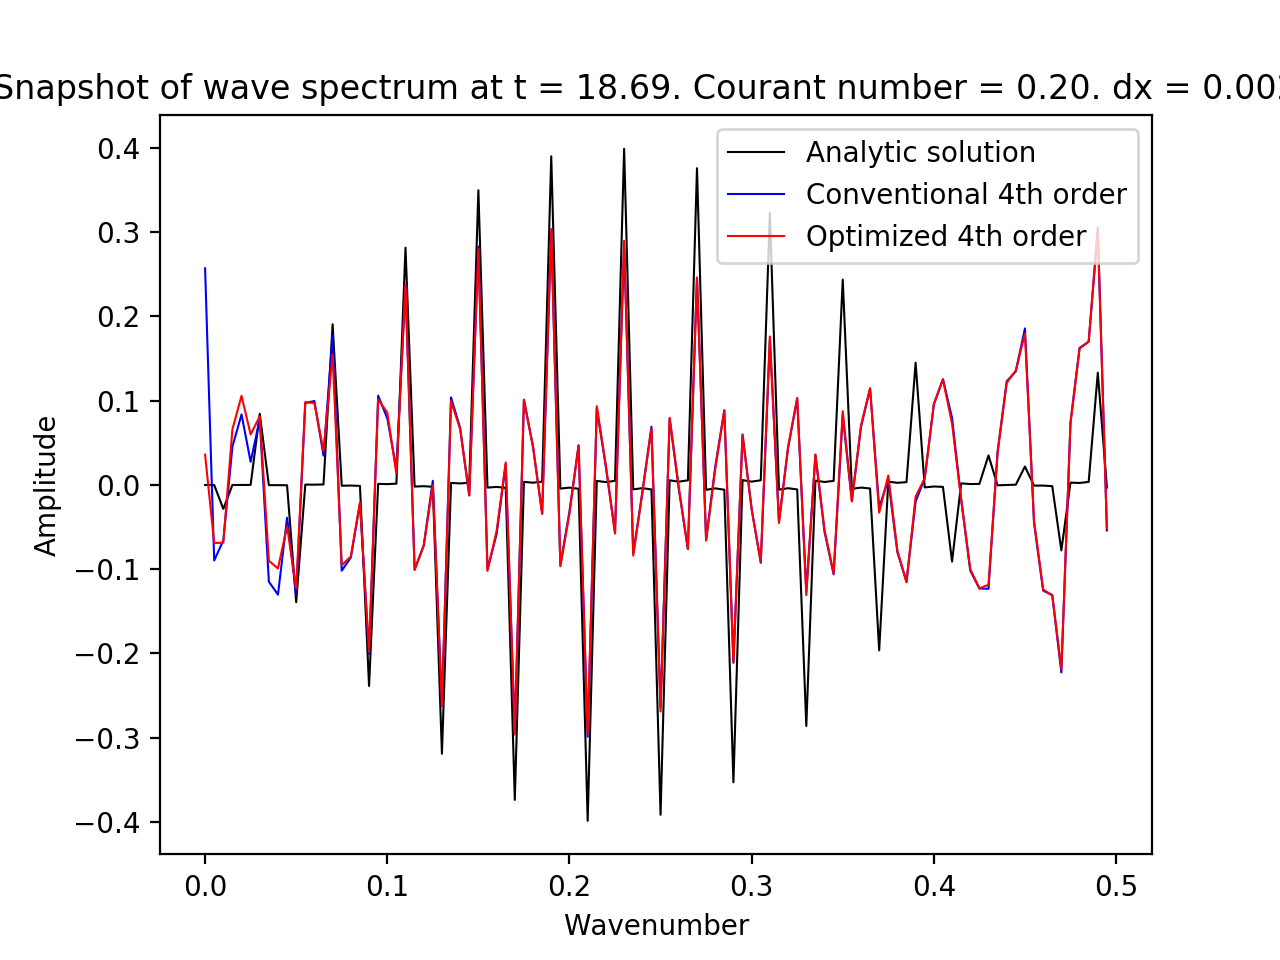 Snapshot of wave spectrum at t = 18.69. Courant number = 0.20. dx =
Analytic solution
Conventional 4th order
Optimized 4th order
0.4
0.3
0.2
0.1
0.0
−0.1
−0.2
−0.3
−0.4
Amplitude
0.0 0.1 0.2 0.3 0.4 0.5
Wavenumber